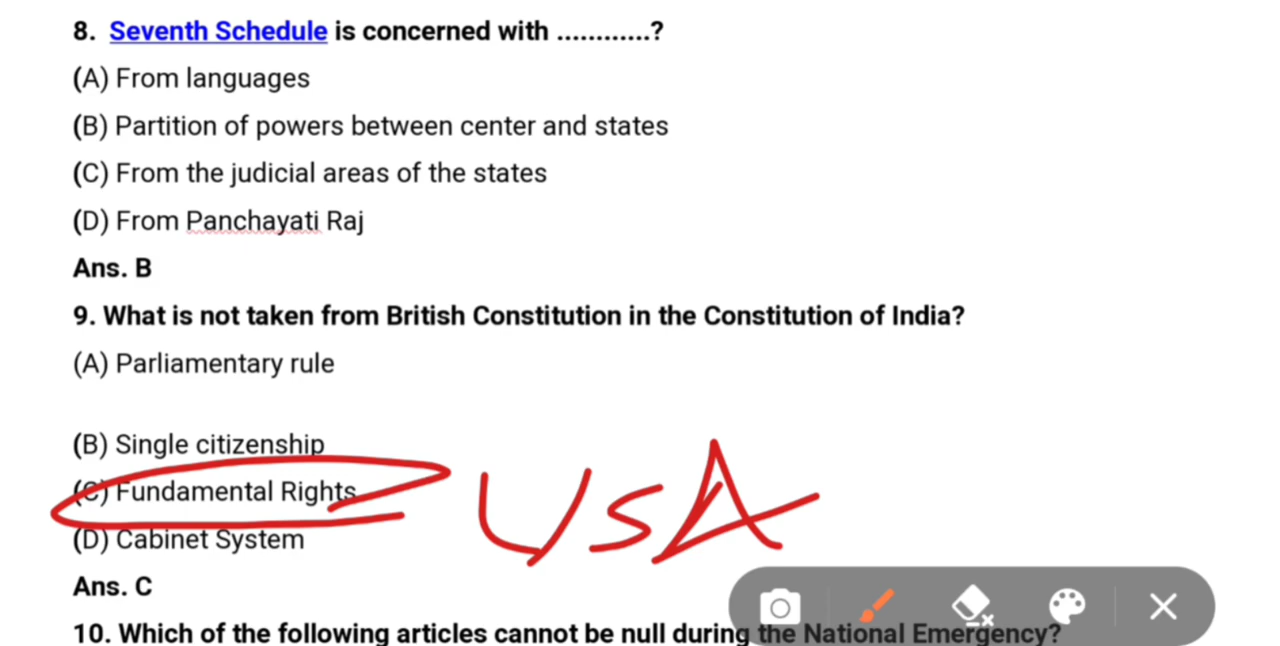 8. Seventh Schedule is concerned with ............?
(A) From languages
(B) Partition of powers between center and states
(C) From the judicial areas of the states
(D) From Panchayati Raj
Ans. B
9. What is not taken from British Constitution in the Constitution of India?
(A) Parliamentary rule
(B) Single citizenship
(C) Fundamental Rights
USA
(D) Cabinet System
Ans. C
10. Which of the following articles cannot be null during the National Emergency?